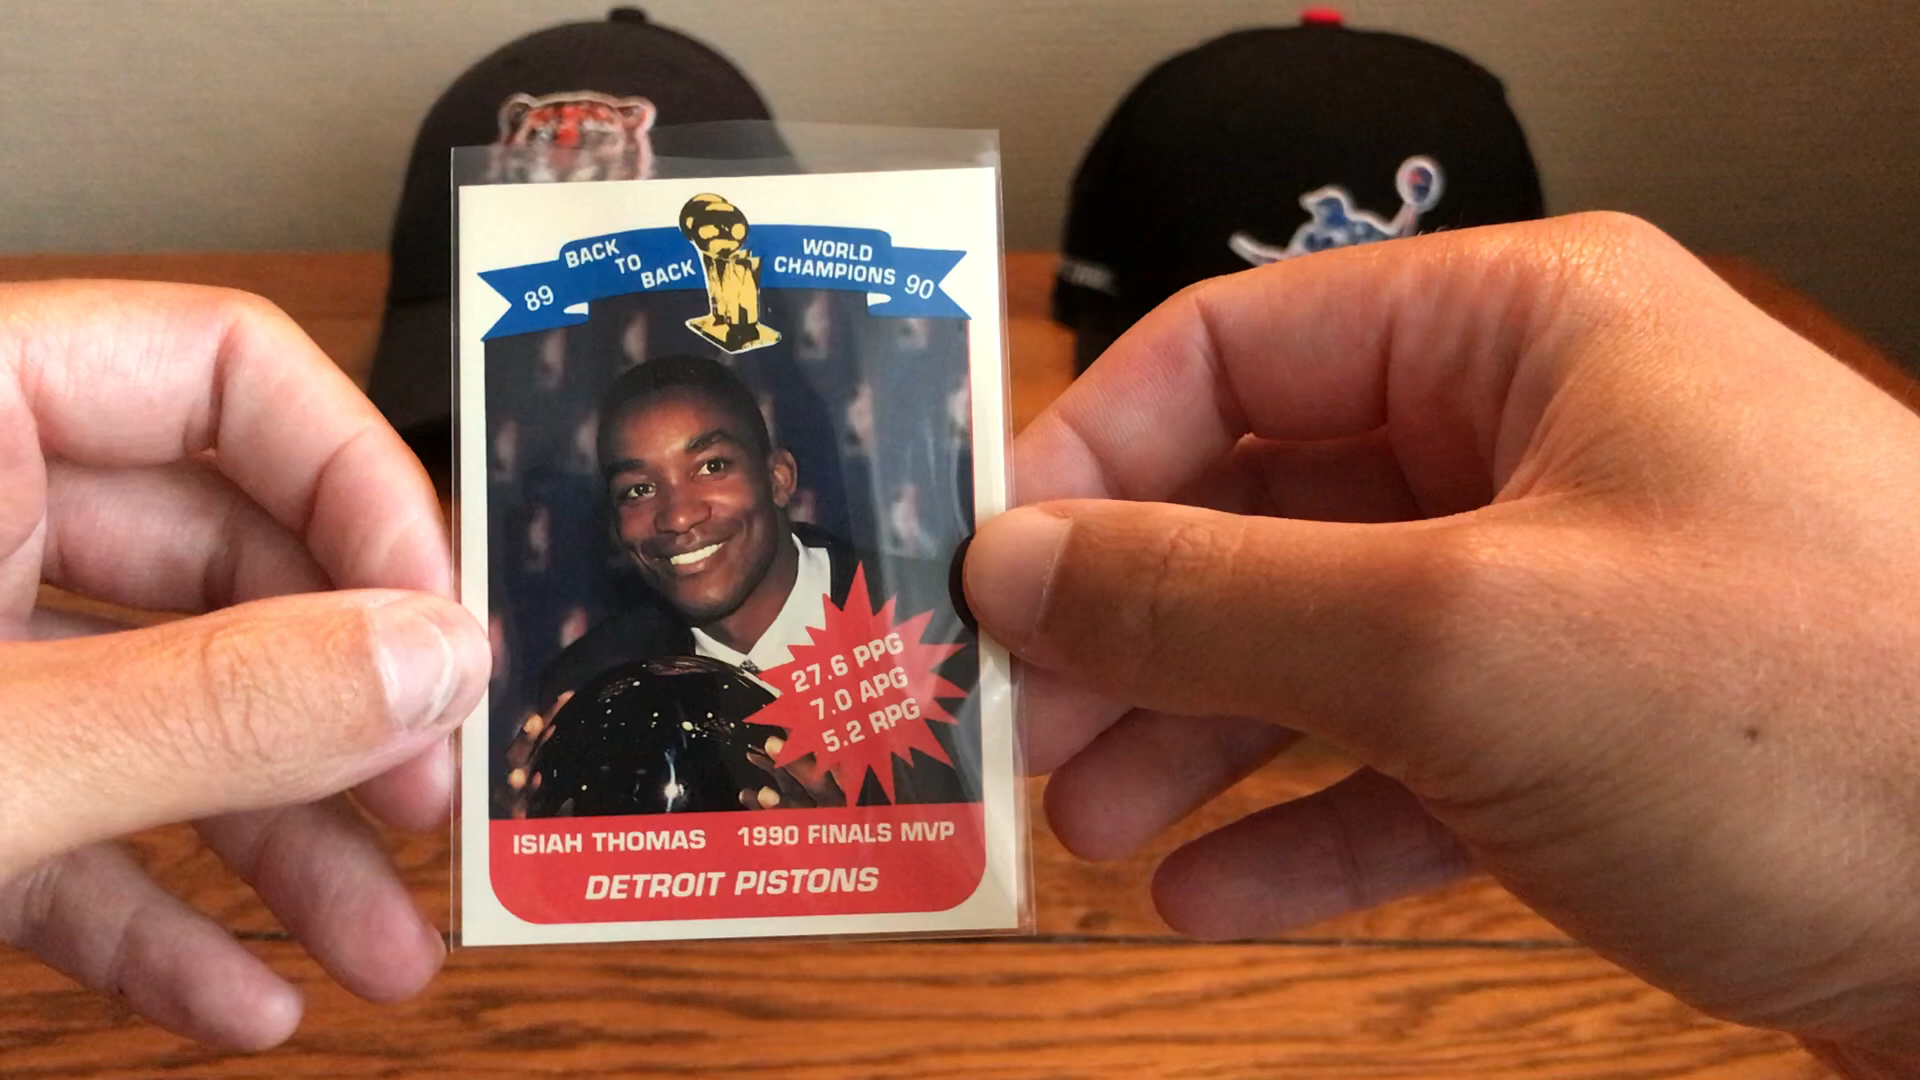 BACK
TO
BACK
WORLD
CHAMPIONS
89
90
27.6 PPG
7.0 APG
5.2 RPG
ISIAH THOMAS 1990 FINALS MVP
DETROIT PISTONS